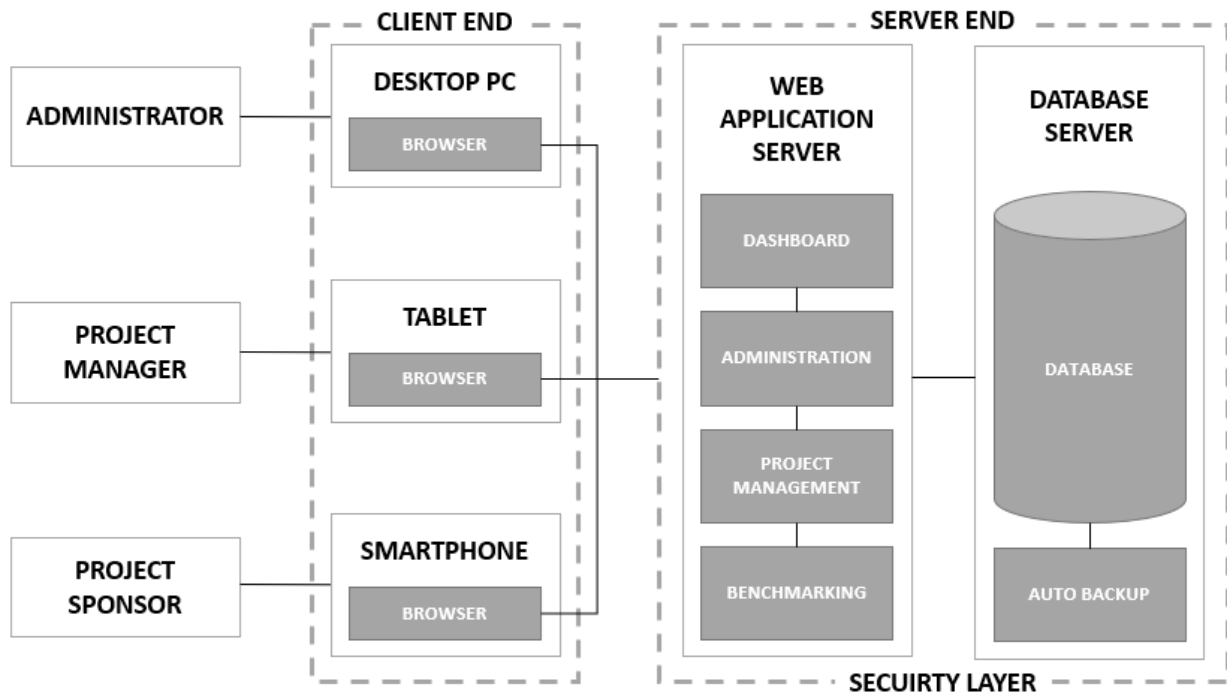 CLIENT END
SERVER END
ADMINISTRATOR
DESKTOP PC
BROWSER
PROJECT
MANAGER
TABLET
BROWSER
PROJECT
SPONSOR
SMARTPHONE
BROWSER
WEB
APPLICATION
SERVER
DASHBOARD
ADMINISTRATION
PROJECT
MANAGEMENT
BENCHMARKING
DATABASE
SERVER
DATABASE
AUTO BACKUP
SECUIRTY LAYER